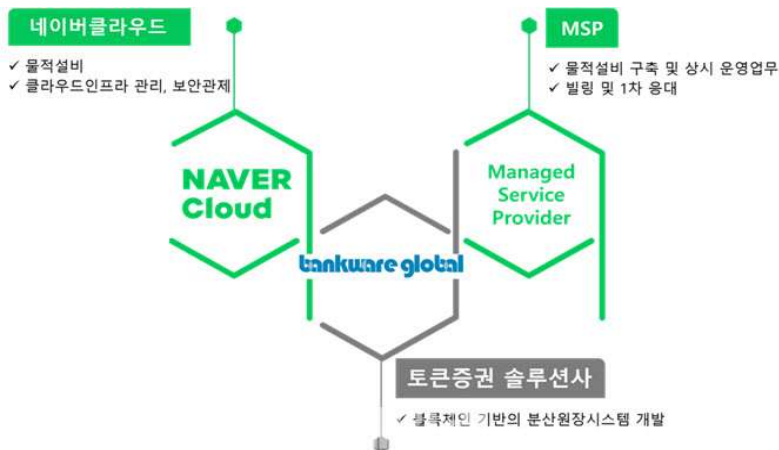 네이버클라우드
✓ 물적설비
✓ 클라우드인프라 관리, 보안관제
MSP
✓ 물적설비 구축 및 상시 운영업무
✓ 빌링 및 1차 응대
NAVER
Cloud
Managed
Service
Provider
bankware global
토큰증권 솔루션사
✓ 블록체인 기반의 분산원장시스템 개발